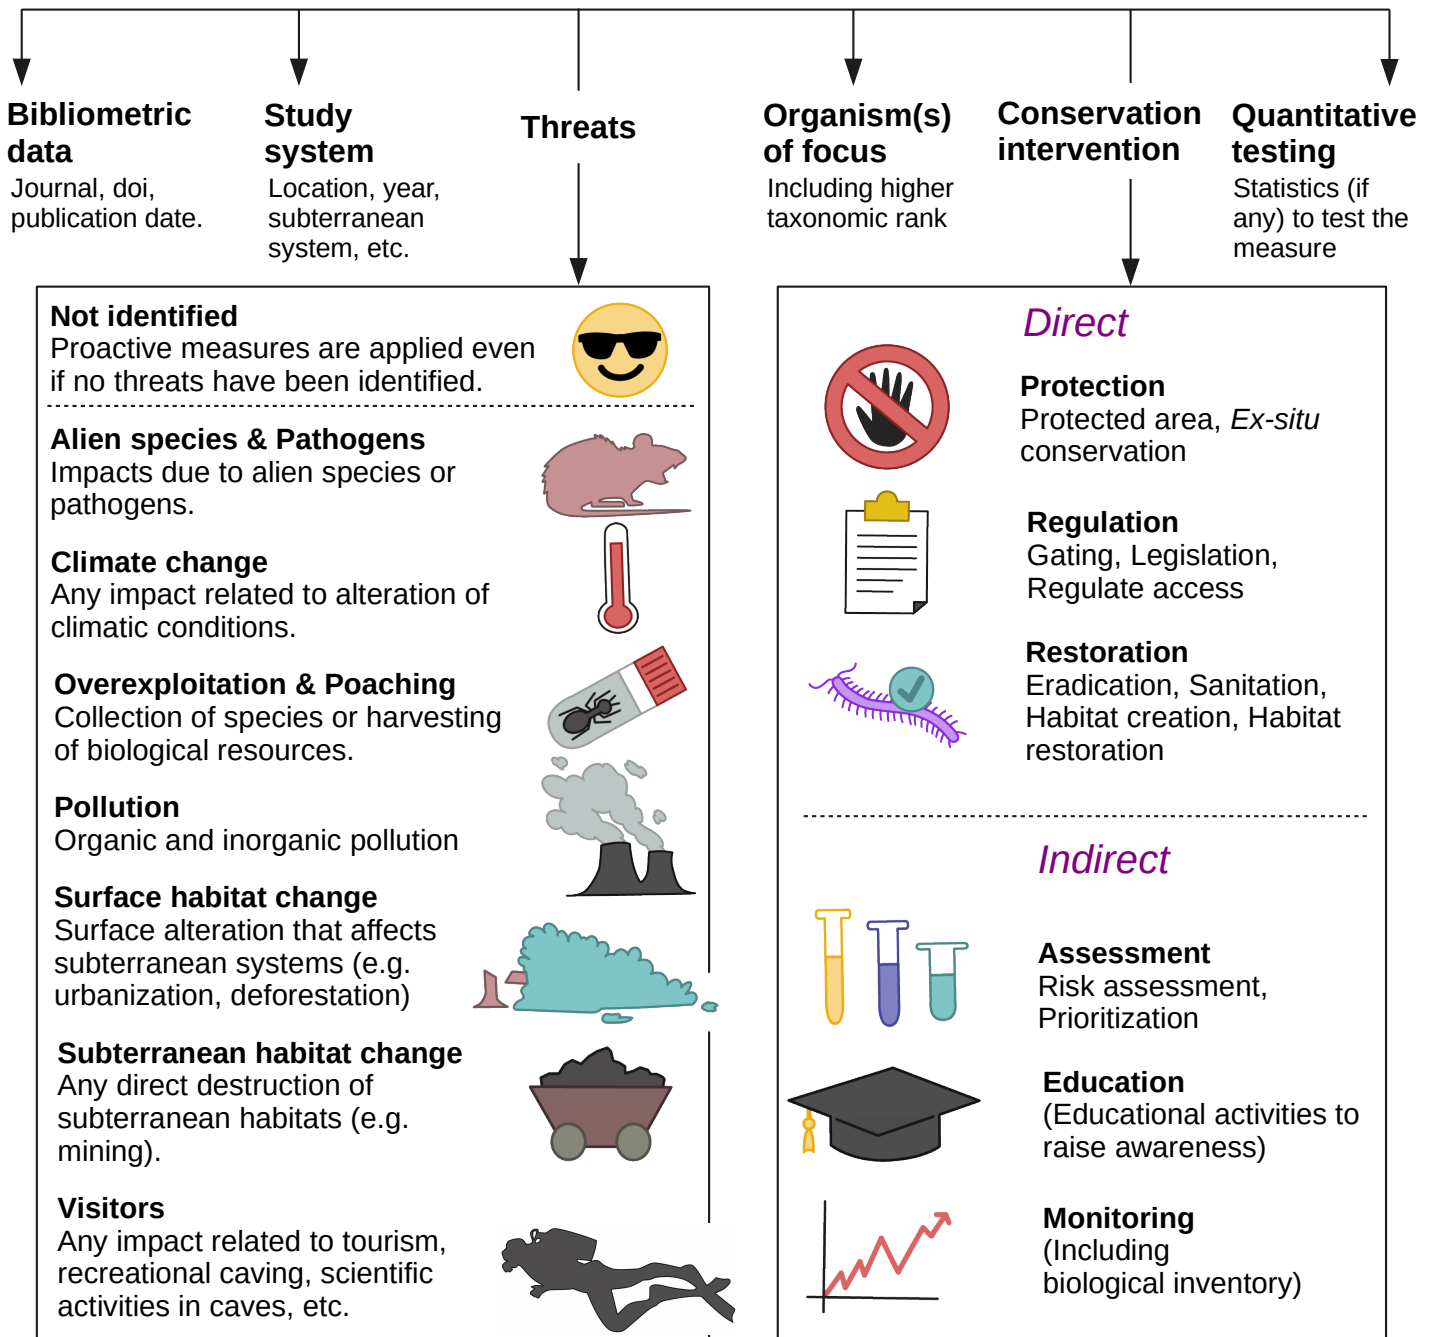 Bibliometric
data
Journal, doi,
publication date.
Study
system
Location, year,
subterranean
system, etc.
Threats
Organism(s)
of focus
Including higher
taxonomic rank
Conservation
intervention
Quantitative
testing
Statistics (if
any) to test the
measure
Not identified
Proactive measures are applied even
if no threats have been identified.
Alien species & Pathogens
Impacts due to alien species or
pathogens.
Climate change
Any impact related to alteration of
climatic conditions.
Overexploitation & Poaching
Collection of species or harvesting
of biological resources.
Pollution
Organic and inorganic pollution
Surface habitat change
Surface alteration that affects
subterranean systems (e.g.
urbanization, deforestation)
Subterranean habitat change
Any direct destruction of
subterranean habitats (e.g.
mining).
Visitors
Any impact related to tourism,
recreational caving, scientific
activities in caves, etc.
Direct
Protection
Protected area, Ex-situ
conservation
Regulation
Gating, Legislation,
Regulate access
Restoration
Eradication, Sanitation,
Habitat creation, Habitat
restoration
Indirect
Assessment
Risk assessment,
Prioritization
Education
(Educational activities to
raise awareness)
Monitoring
(Including
biological inventory)